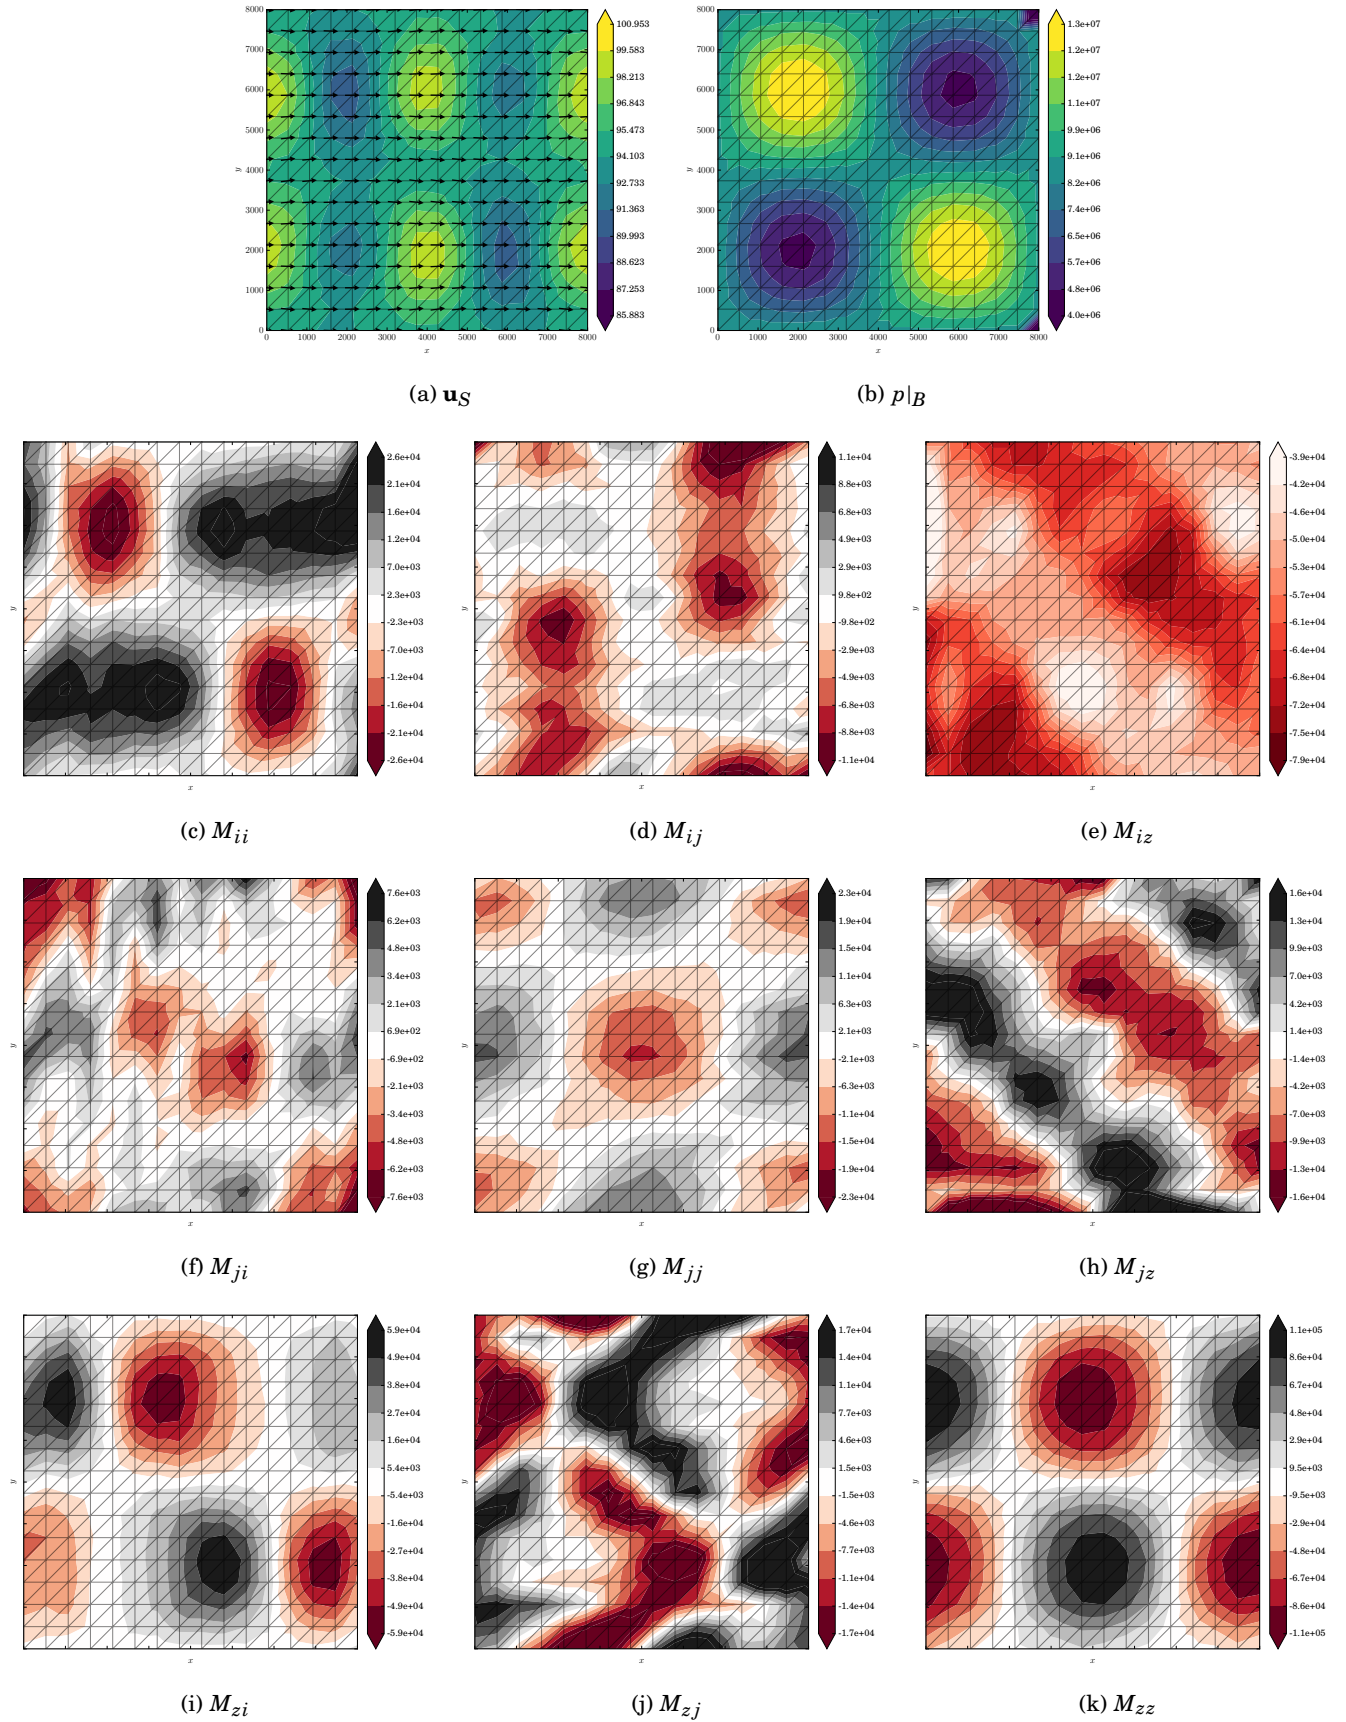 8000
7000
6000
5000
4000
3000
2000
1000
0
y
0 1000 2000 3000 4000 5000 6000 7000 8000
x
100.953
99.583
98.213
96.843
95.473
94.103
92.733
91.363
89.993
88.623
87.253
85.883
(a) u_S
8000
7000
6000
5000
4000
3000
2000
1000
0
y
0 1000 2000 3000 4000 5000 6000 7000 8000
x
1.3e+07
1.2e+07
1.1e+07
9.9e+06
9.1e+06
8.2e+06
7.4e+06
6.5e+06
5.7e+06
4.8e+06
4.0e+06
(b) p|_B
y
x
2.6e+04
2.1e+04
1.6e+04
1.2e+04
7.0e+03
2.3e+03
-2.3e+03
-7.0e+03
-1.2e+04
-1.6e+04
-2.1e+04
-2.6e+04
(c) M_ii
y
x
1.1e+04
8.8e+03
6.8e+03
4.9e+03
2.9e+03
9.8e+02
-9.8e+02
-2.9e+03
-4.9e+03
-6.8e+03
-8.8e+03
-1.1e+04
(d) M_ij
y
x
-3.9e+04
-4.2e+04
-4.6e+04
-5.0e+04
-5.3e+04
-5.7e+04
-6.1e+04
-6.4e+04
-6.8e+04
-7.2e+04
-7.5e+04
-7.9e+04
(e) M_iz
y
x
7.6e+03
6.2e+03
4.8e+03
3.4e+03
2.1e+03
6.9e+02
-6.9e+02
-2.1e+03
-3.4e+03
-4.8e+03
-6.2e+03
-7.6e+03
(f) M_ji
y
x
2.3e+04
1.9e+04
1.5e+04
1.1e+04
6.3e+03
2.1e+03
-2.1e+03
-6.3e+03
-1.1e+04
-1.5e+04
-1.9e+04
-2.3e+04
(g) M_jj
y
x
1.6e+04
1.3e+04
9.9e+03
7.0e+03
4.2e+03
1.4e+03
-1.4e+03
-4.2e+03
-7.0e+03
-9.9e+03
-1.3e+04
-1.6e+04
(h) M_jz
y
x
5.9e+04
4.9e+04
3.8e+04
2.7e+04
1.6e+04
5.4e+03
-5.4e+03
-1.6e+04
-2.7e+04
-3.8e+04
-4.9e+04
-5.9e+04
(i) M_zi
y
x
1.7e+04
1.4e+04
1.1e+04
7.7e+03
4.6e+03
1.5e+03
-1.5e+03
-4.6e+03
-7.7e+03
-1.1e+04
-1.4e+04
-1.7e+04
(j) M_zj
y
x
1.1e+05
8.6e+04
6.7e+04
4.8e+04
2.9e+04
9.5e+03
-9.5e+03
-2.9e+04
-4.8e+04
-6.7e+04
-8.6e+04
-1.1e+05
(k) M_zz